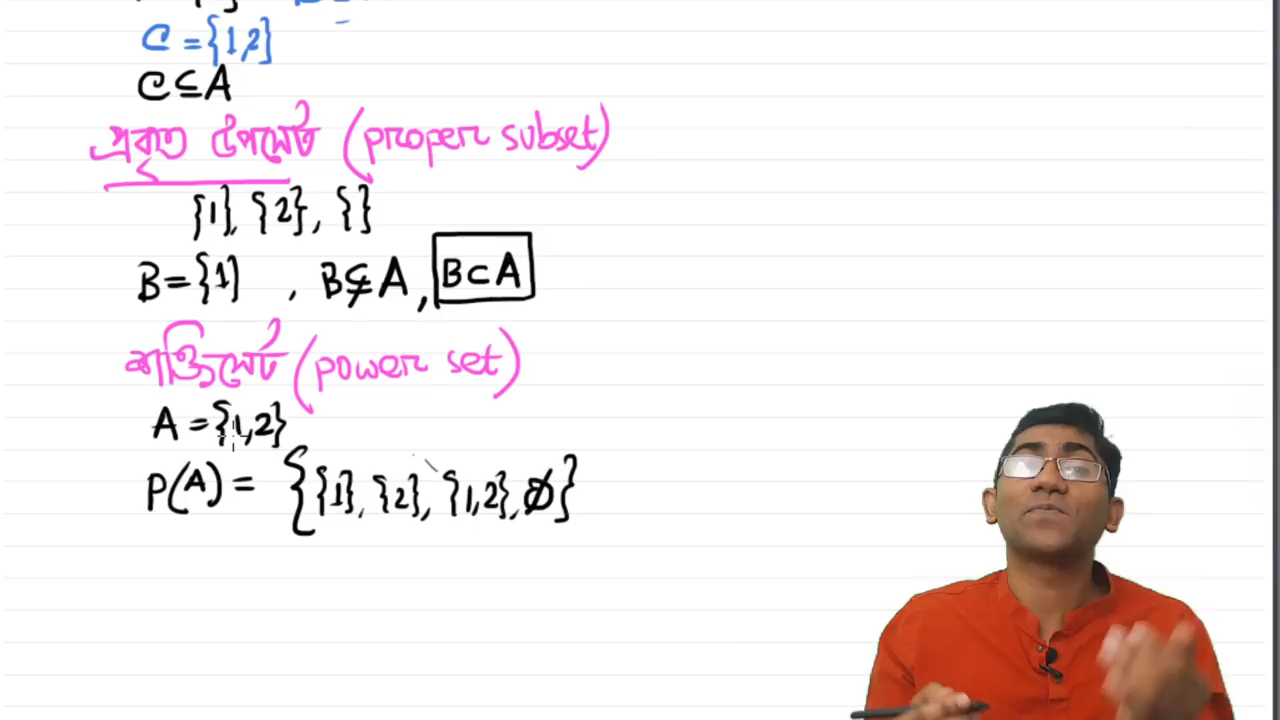 C = {1,2}
C ⊆ A
প্রকৃত উপসেট (proper subset)
{1}, {2}, {}
B = {1} , B ⊊ A, B ⊂ A
শক্তিসেট (power set)
A = {1,2}
P(A) = {{1}, {2}, {1,2}, ∅}